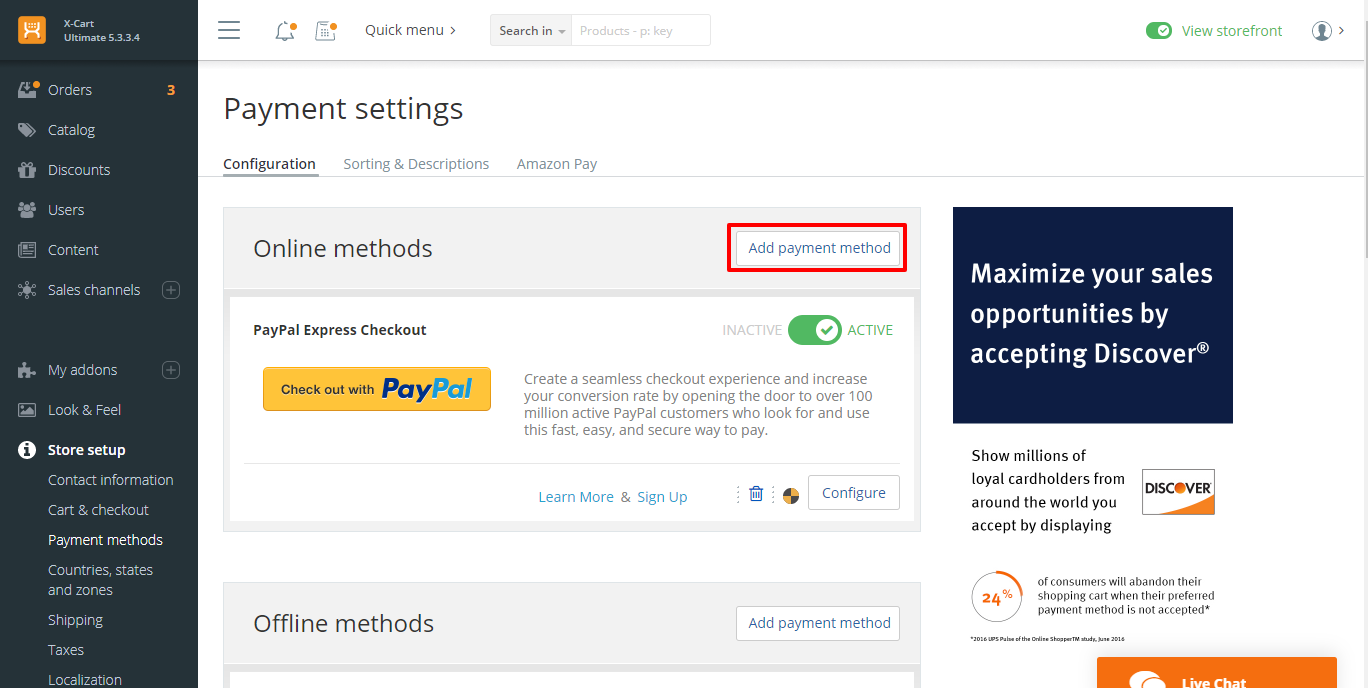 X-Cart
Ultimate 5.3.3.4
Quick menu
Search in
Products - p: key
View storefront
Orders
3
Catalog
Discounts
Users
Content
Sales channels
My addons
Look & Feel
Store setup
Contact information
Cart & checkout
Payment methods
Countries, states
and zones
Shipping
Taxes
Localization
Payment settings
Configuration
Sorting & Descriptions
Amazon Pay
Online methods
Add payment method
PayPal Express Checkout
INACTIVE
ACTIVE
Check out with PayPal
Create a seamless checkout experience and increase
your conversion rate by opening the door to over 100
million active PayPal customers who look for and use
this fast, easy, and secure way to pay.
Learn More & Sign Up
Configure
Offline methods
Add payment method
Maximize your sales
opportunities by
accepting Discover®
Show millions of
loyal cardholders from
around the world you
accept by displaying
DISCOVER
24%
of consumers will abandon their
shopping cart when their preferred
payment method is not accepted*
*2016 UPS Pulse of the Online ShopperTM study, June 2016
Live Chat